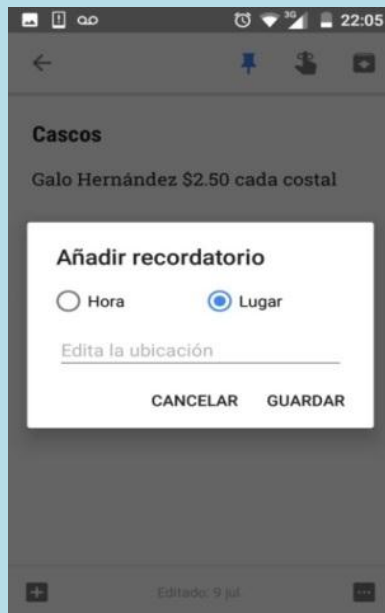 3G 22:05
Cascos
Galo Hernández $2.50 cada costal
Añadir recordatorio
Hora Lugar
Edita la ubicación
CANCELAR GUARDAR
Editado: 9 jul.